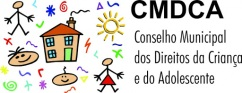 CMDCA
Conselho Municipal
dos Direitos da Criança
e do Adolescente